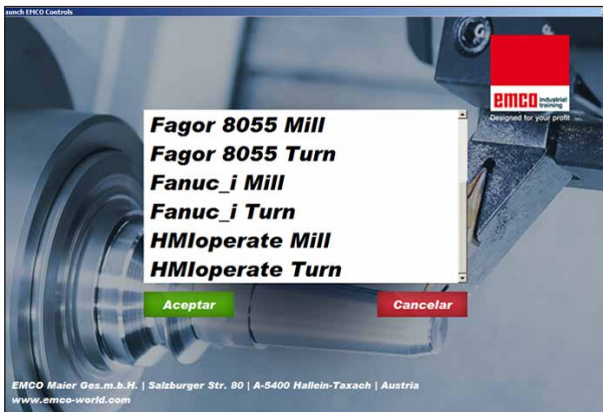 aunch EMCO Controls
emco industrial
training
Designed for your profit
Fagor 8055 Mill
Fagor 8055 Turn
Fanuc_i Mill
Fanuc_i Turn
HMIoperate Mill
HMIoperate Turn
Aceptar
Cancelar
EMCO Maier Ges.m.b.H. | Salzburger Str. 80 | A-5400 Hallein-Taxach | Austria
www.emco-world.com